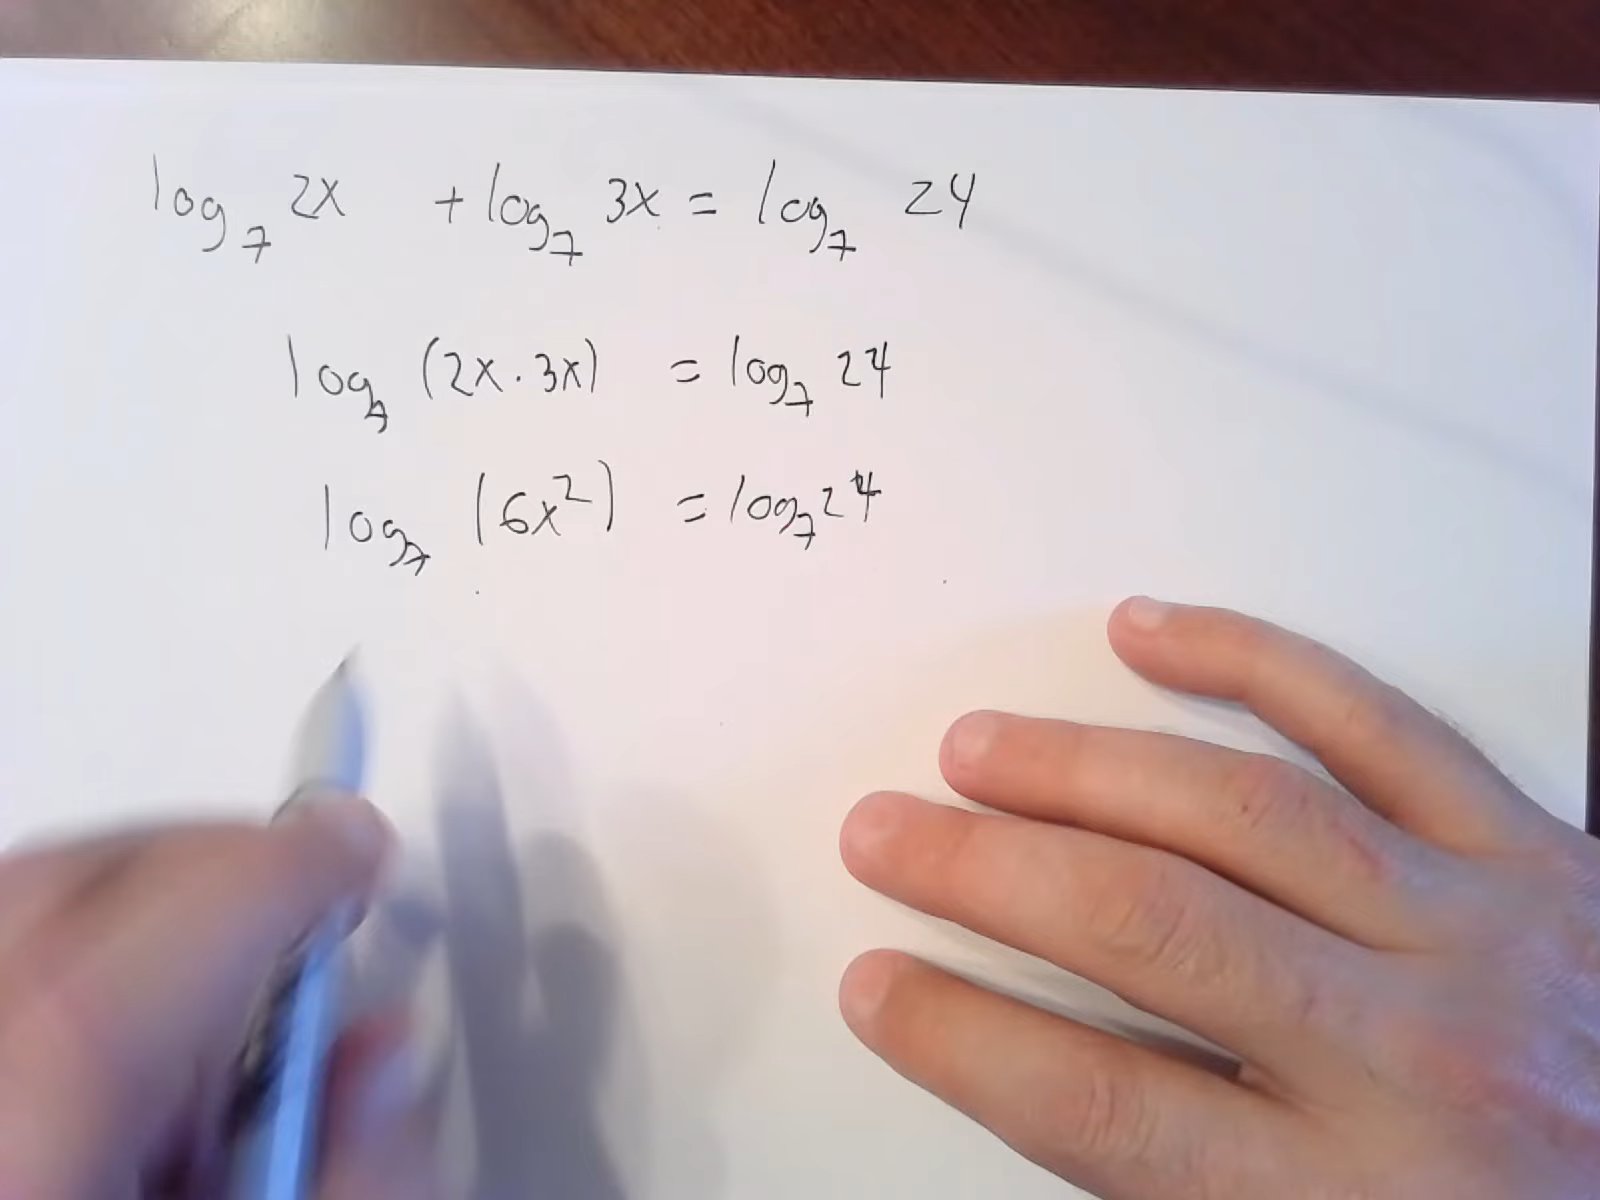 log₇ 2x + log₇ 3x = log₇ 24
log₇ (2x · 3x) = log₇ 24
log₇ (6x²) = log₇ 24